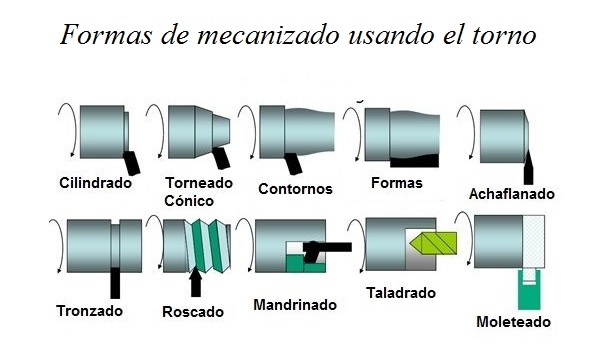 Formas de mecanizado usando el torno
Cilindrado
Torneado
Cónico
Contornos
Formas
Achaflanado
Tronzado
Roscado
Mandrinado
Taladrado
Moleteado